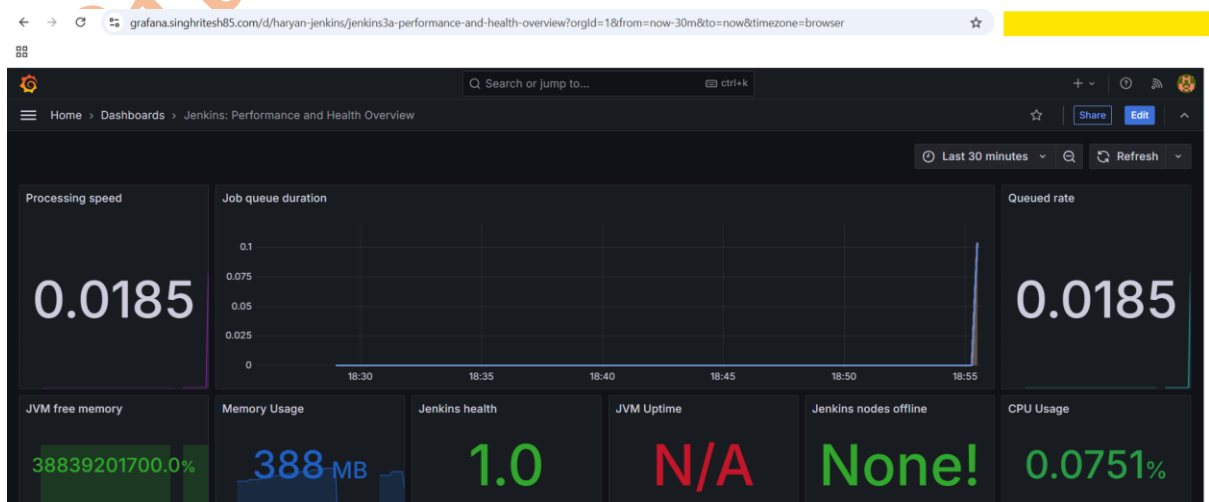 grafana.singhritesh85.com/d/haryan-jenkins/jenkins3a-performance-and-health-overview?orgId=1&from=now-30m&to=now&timezone=browser
Search or jump to... ctrl+k
Home › Dashboards › Jenkins: Performance and Health Overview
Share Edit
Last 30 minutes Refresh
Processing speed
0.0185
Job queue duration
0.1
0.075
0.05
0.025
0
18:30 18:35 18:40 18:45 18:50 18:55
Queued rate
0.0185
JVM free memory
38839201700.0%
Memory Usage
388 MB
Jenkins health
1.0
JVM Uptime
N/A
Jenkins nodes offline
None!
CPU Usage
0.0751%